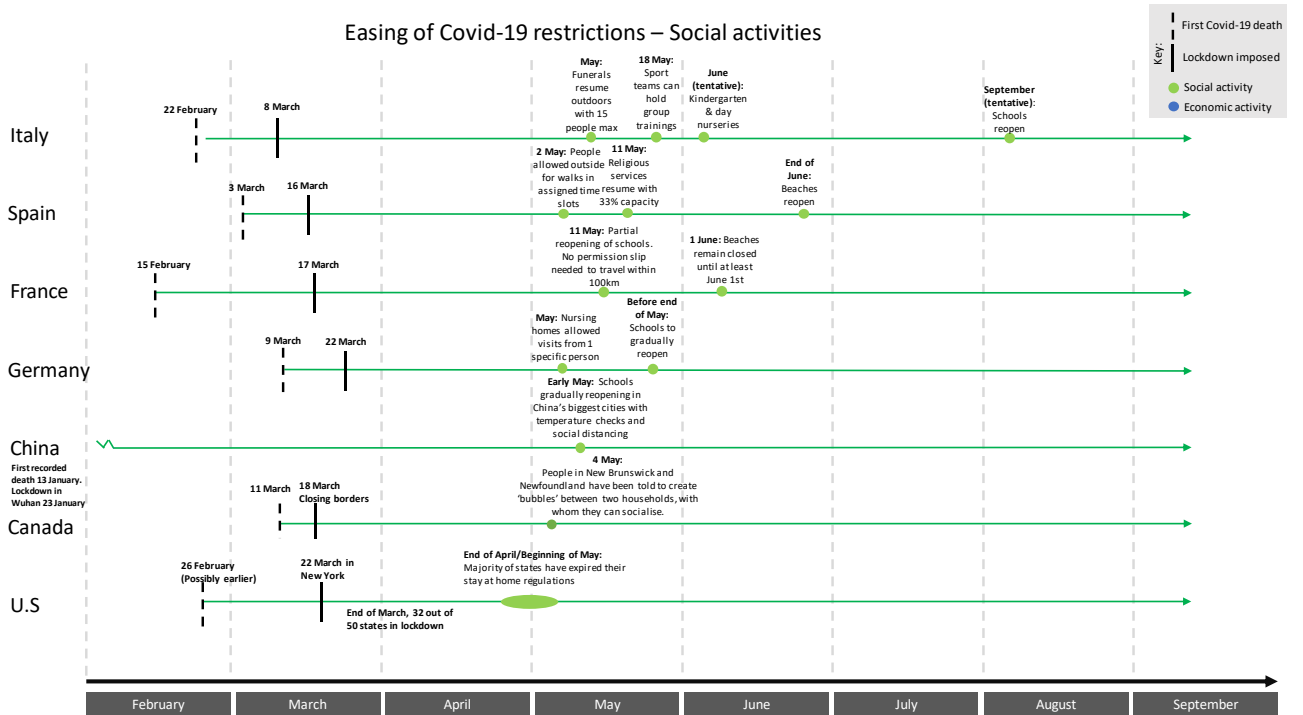 Easing of Covid-19 restrictions – Social activities
Key:
First Covid-19 death
Lockdown imposed
Social activity
Economic activity
Italy
22 February
8 March
May:
Funerals
resume
outdoors
with 15
people max
18 May:
Sport
teams can
hold
group
trainings
June
(tentative):
Kindergarten
& day
nurseries
September
(tentative):
Schools
reopen
Spain
3 March
16 March
2 May: People
allowed outside
for walks in
assigned time
slots
11 May:
Religious
services
resume with
33% capacity
End of
June:
Beaches
reopen
France
15 February
17 March
11 May: Partial
reopening of schools.
No permission slip
needed to travel within
100km
1 June: Beaches
remain closed
until at least
June 1st
Germany
9 March
22 March
May: Nursing
homes allowed
visits from 1
specific person
Before end
of May:
Schools to
gradually
reopen
China
First recorded
death 13 January.
Lockdown in
Wuhan 23 January
Early May: Schools
gradually reopening in
China's biggest cities with
temperature checks and
social distancing
Canada
11 March
18 March
Closing borders
4 May:
People in New Brunswick and
Newfoundland have been told to create
'bubbles' between two households, with
whom they can socialise.
U.S
26 February
(Possibly earlier)
22 March in
New York
End of March, 32 out of
50 states in lockdown
End of April/Beginning of May:
Majority of states have expired their
stay at home regulations
February
March
April
May
June
July
August
September